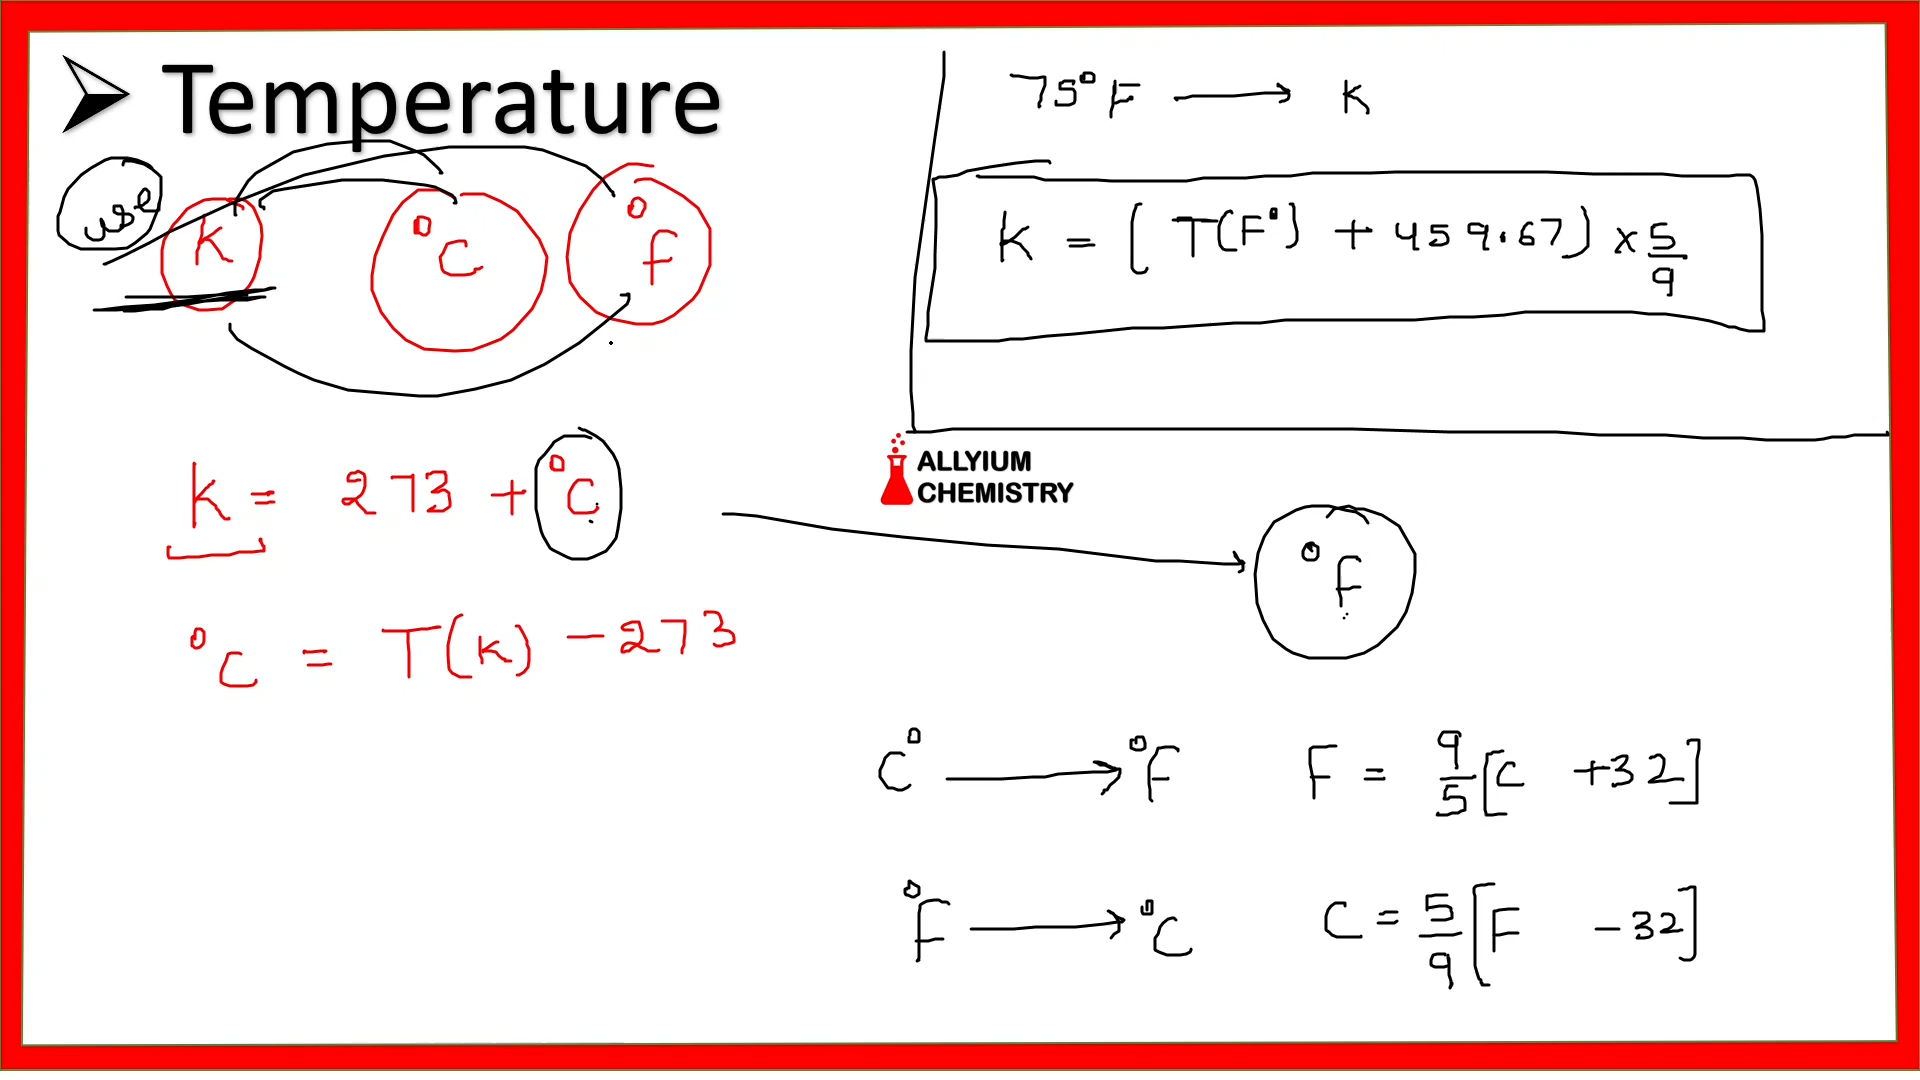 Temperature
use
K °C °F
K = 273 + °C
°C = T(K) - 273
75°F → K
K = ( T(F°) + 459.67) × 5/9
ALLYIUM
CHEMISTRY
°F
C° → °F F = 9/5 [C +32]
°F → °C C = 5/9 [F -32]